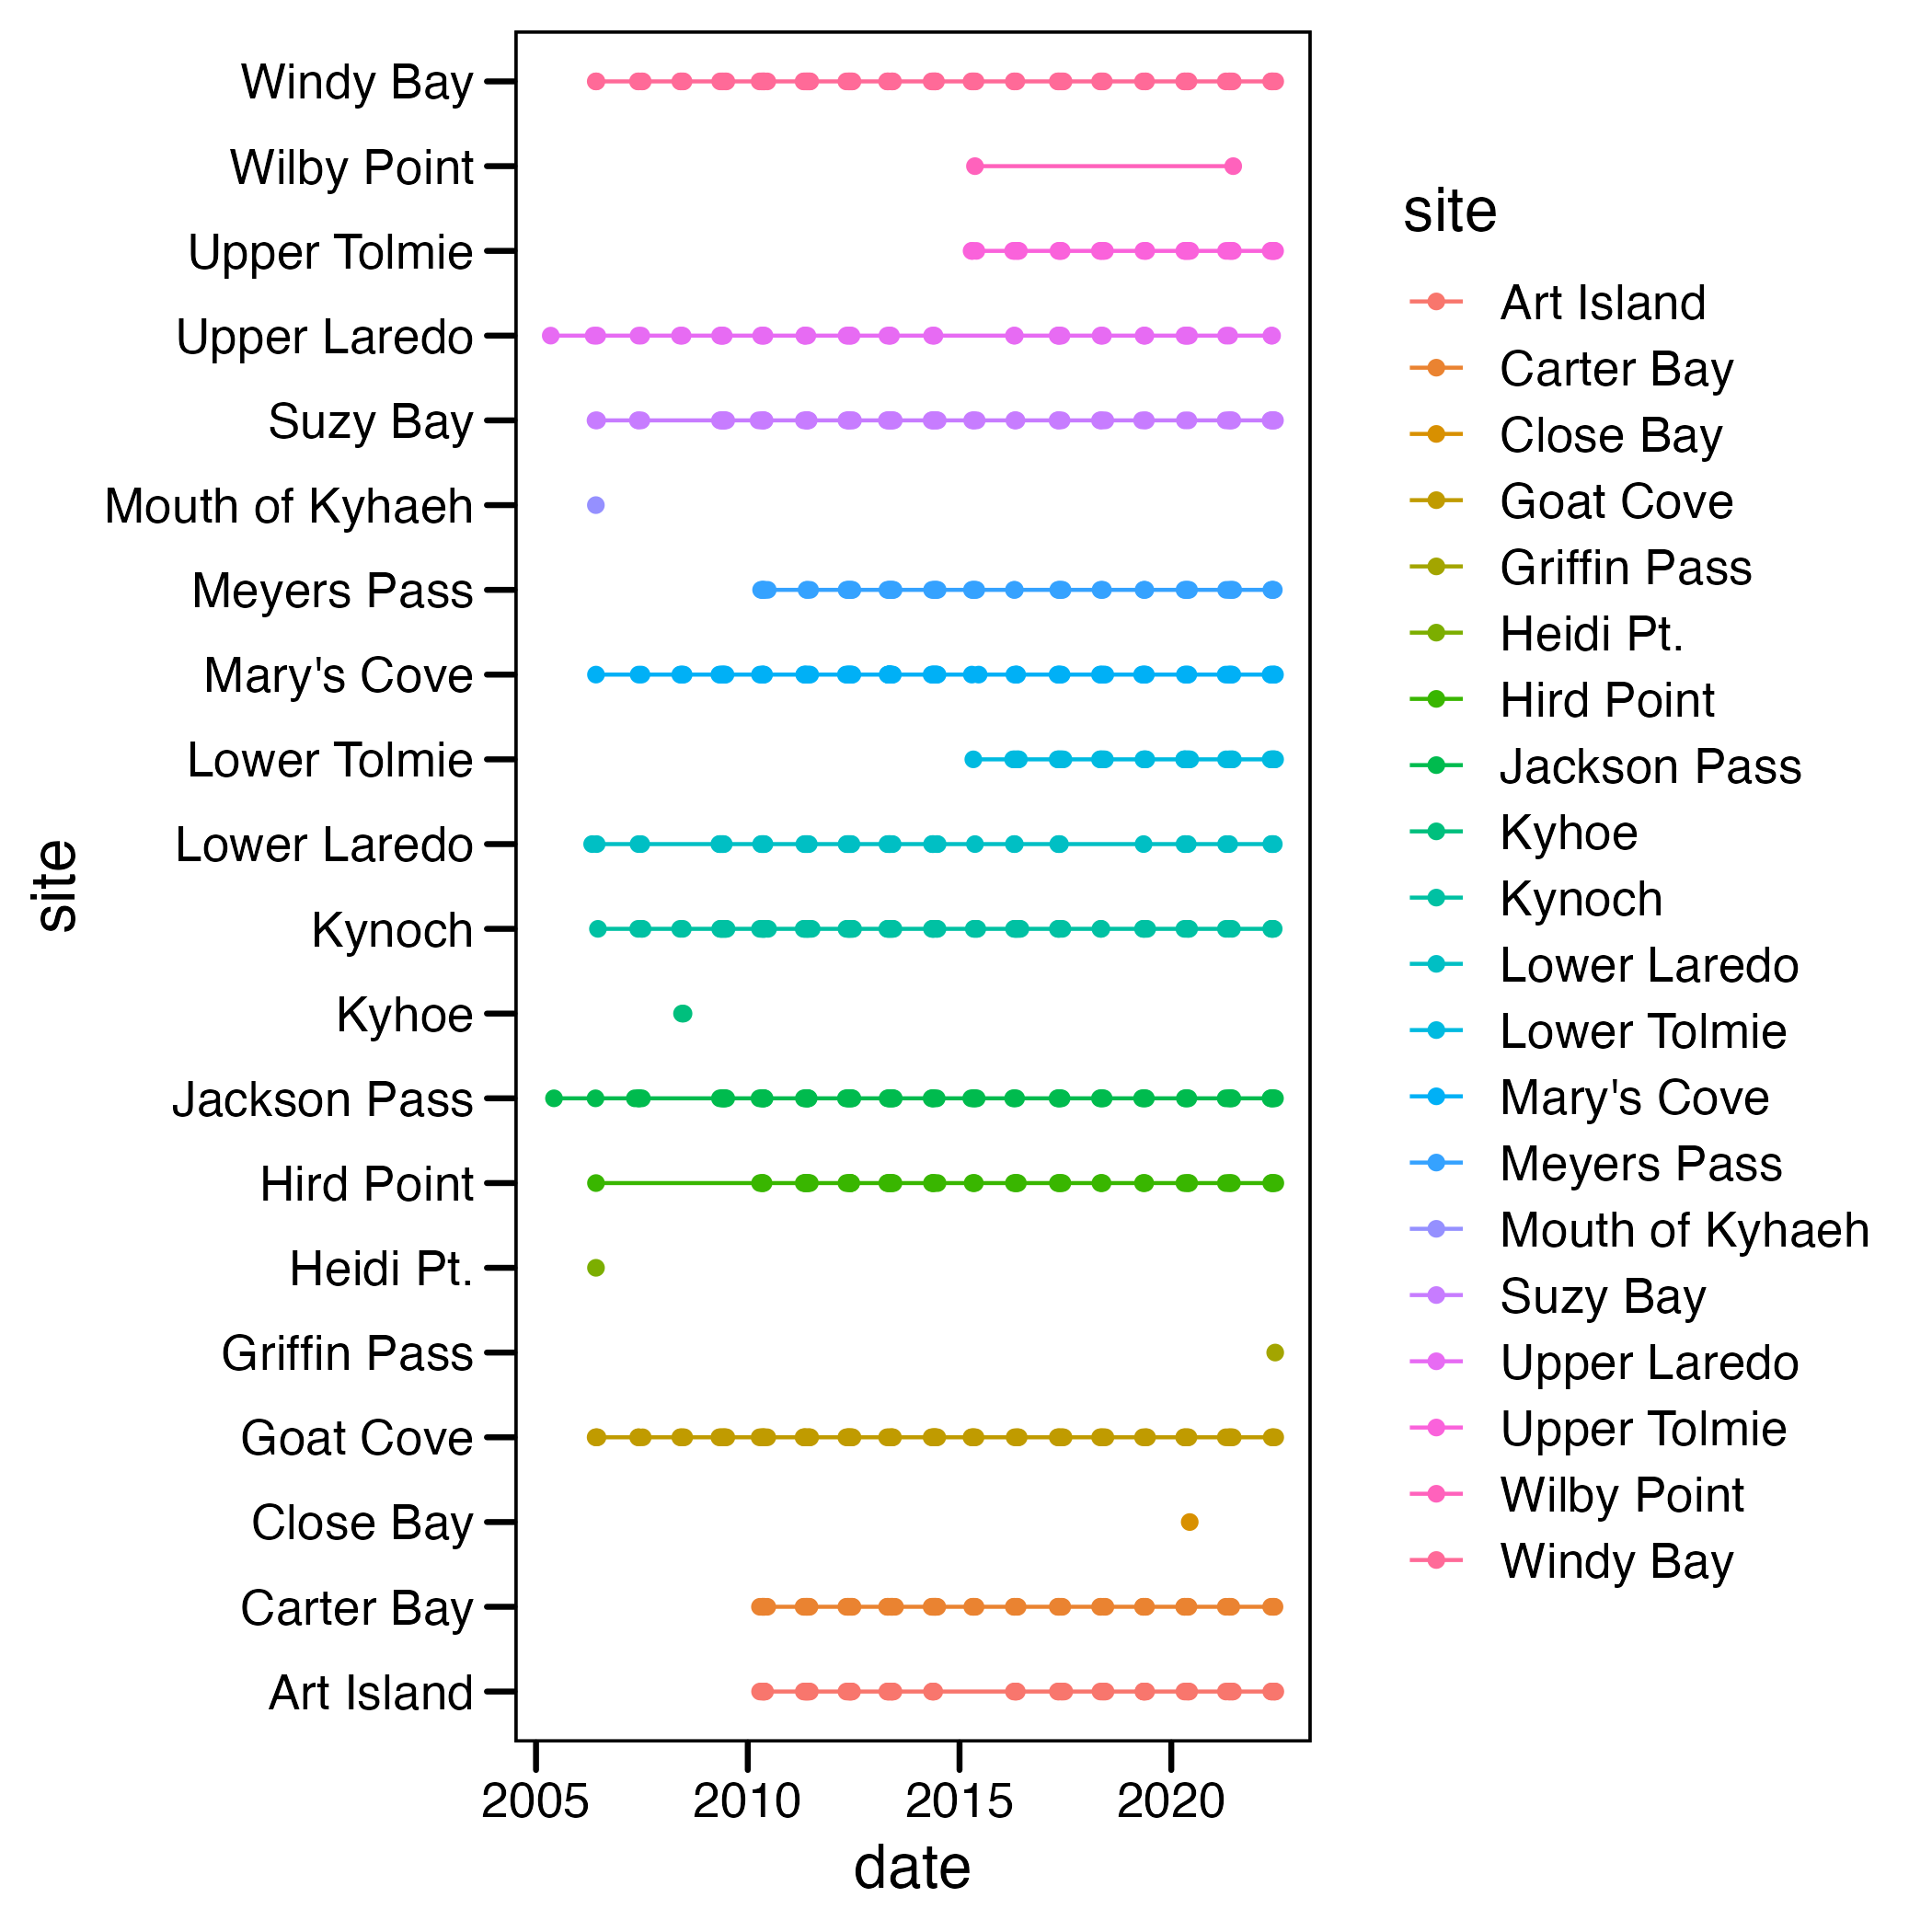 Windy Bay
Wilby Point
Upper Tolmie
Upper Laredo
Suzy Bay
Mouth of Kyhaeh
Meyers Pass
Mary's Cove
Lower Tolmie
Lower Laredo
Kynoch
Kyhoe
Jackson Pass
Hird Point
Heidi Pt.
Griffin Pass
Goat Cove
Close Bay
Carter Bay
Art Island
site
2005 2010 2015 2020
date
site
Art Island
Carter Bay
Close Bay
Goat Cove
Griffin Pass
Heidi Pt.
Hird Point
Jackson Pass
Kyhoe
Kynoch
Lower Laredo
Lower Tolmie
Mary's Cove
Meyers Pass
Mouth of Kyhaeh
Suzy Bay
Upper Laredo
Upper Tolmie
Wilby Point
Windy Bay